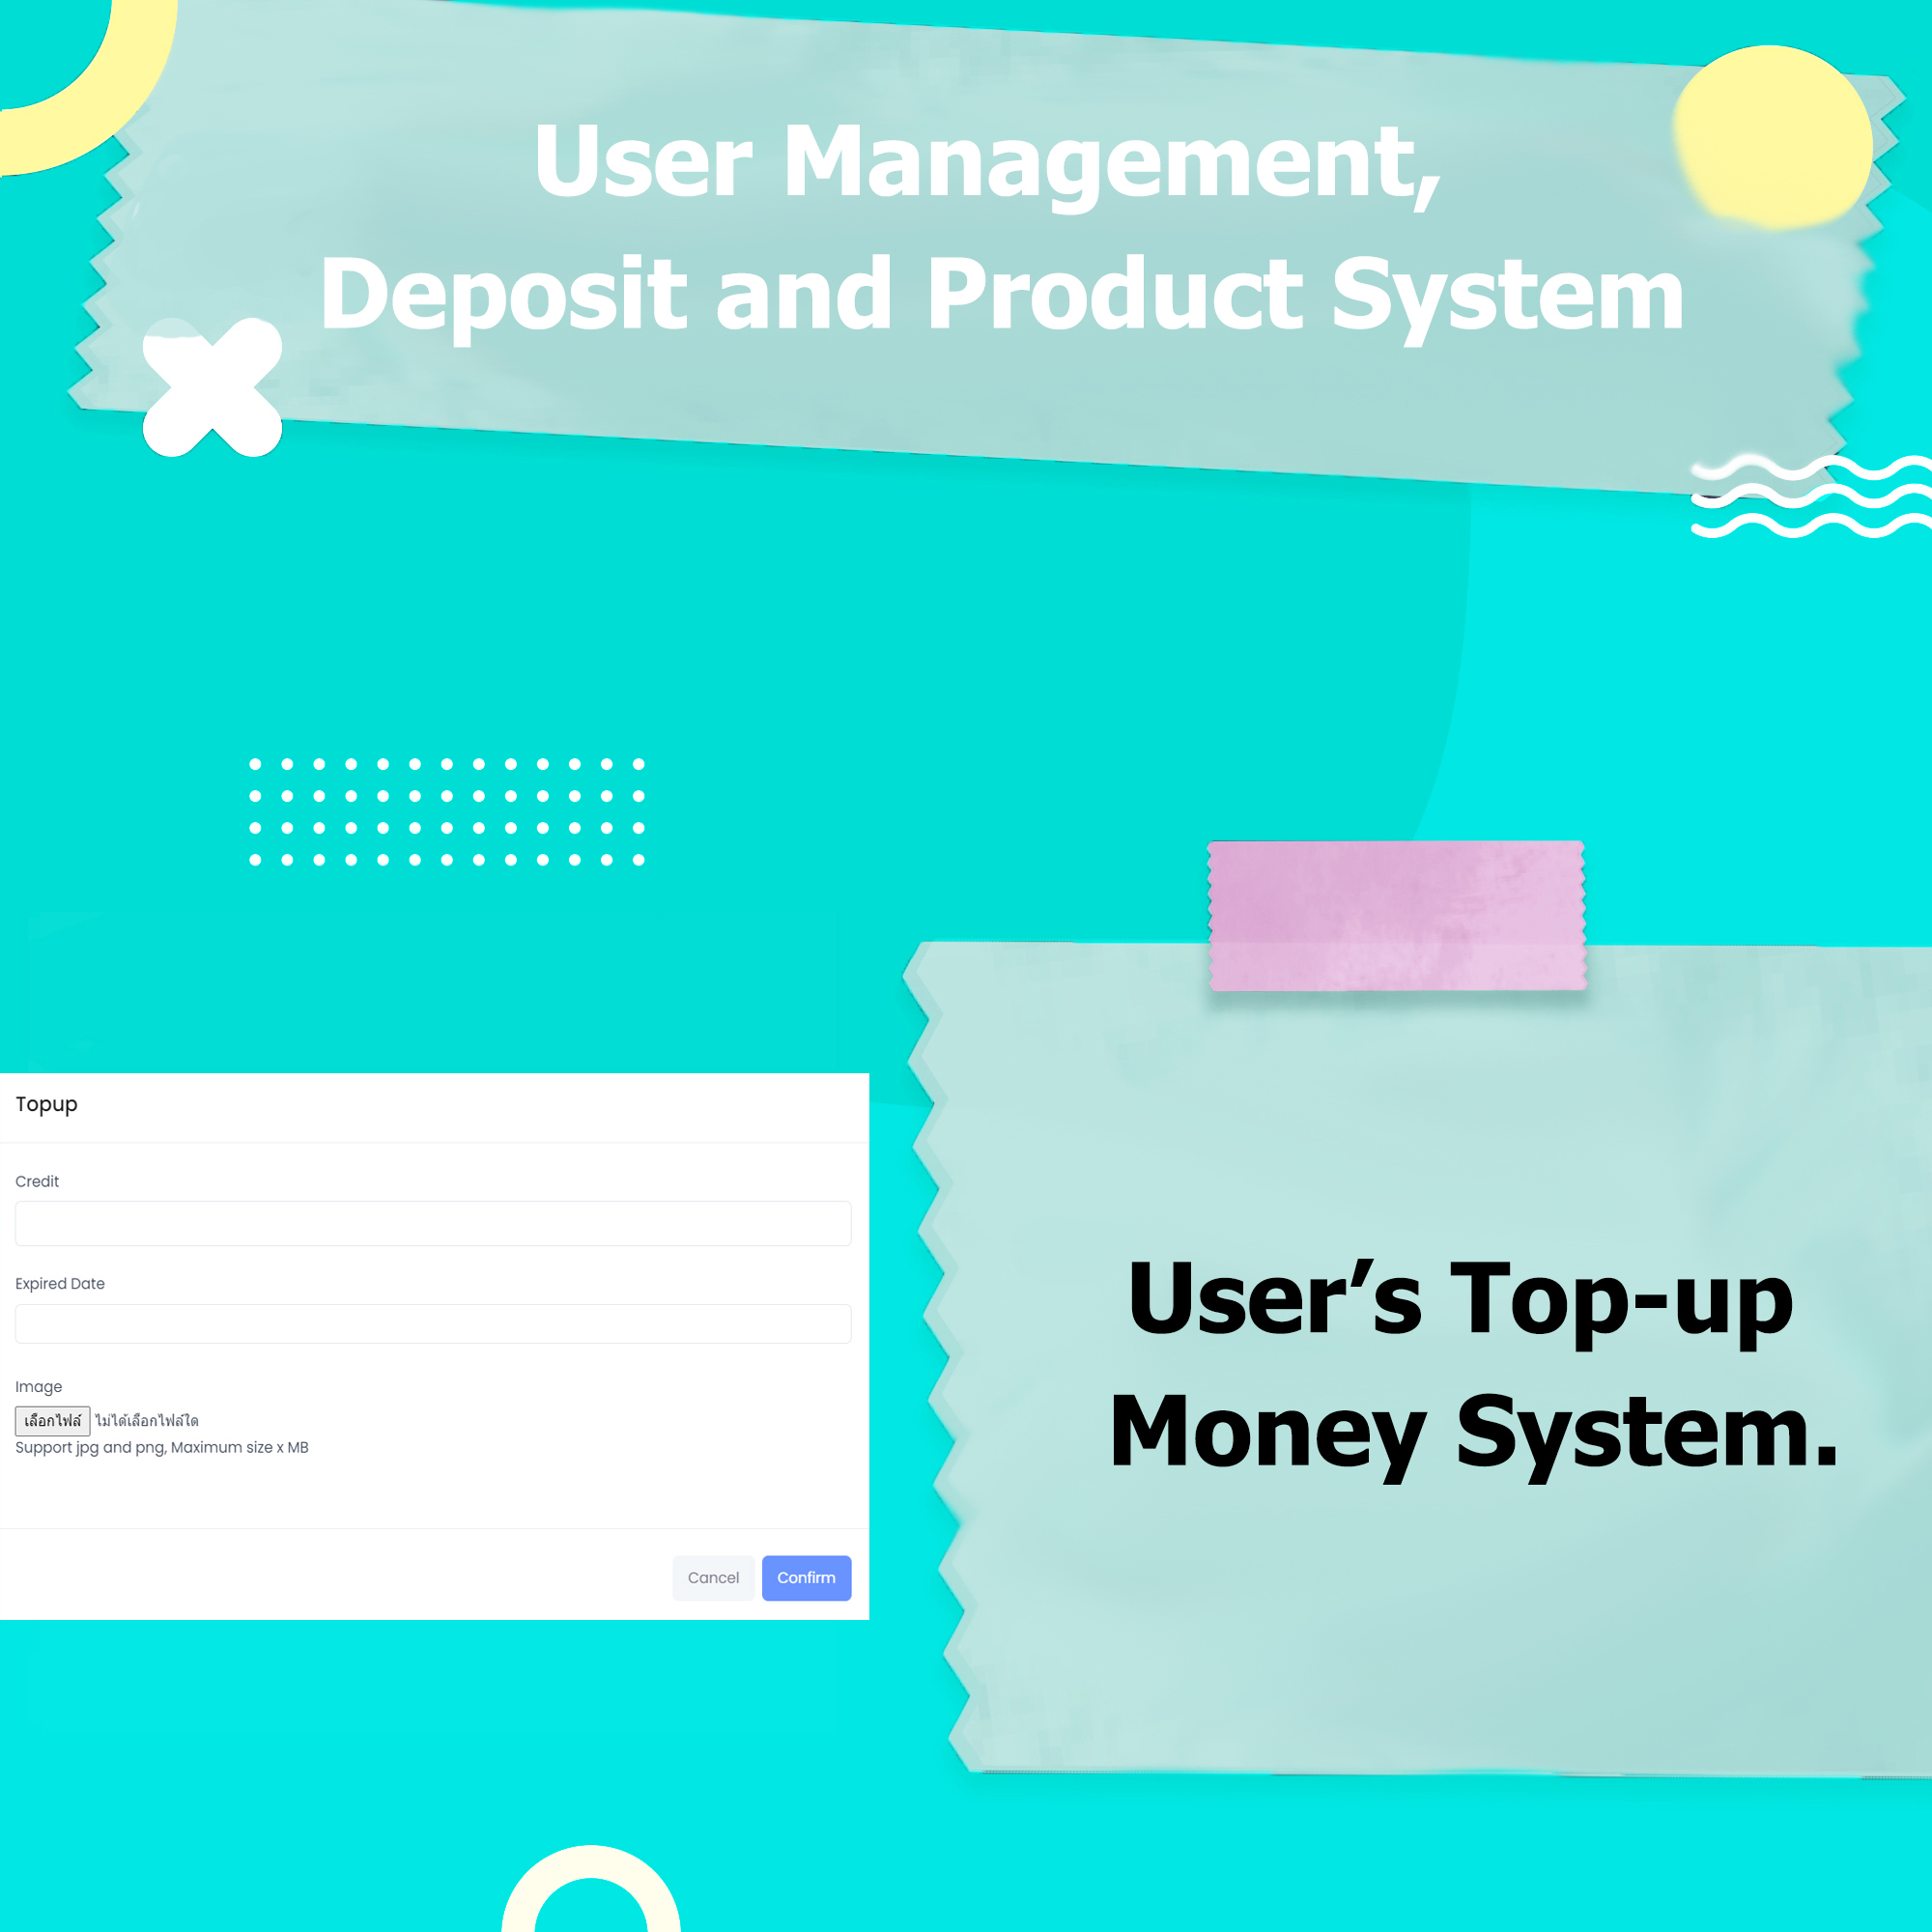 User Management,
Deposit and Product System
Topup
Credit
Expired Date
Image
เลือกไฟล์ ไม่ได้เลือกไฟล์ใด
Support jpg and png, Maximum size x MB
Cancel Confirm
User’s Top-up
Money System.